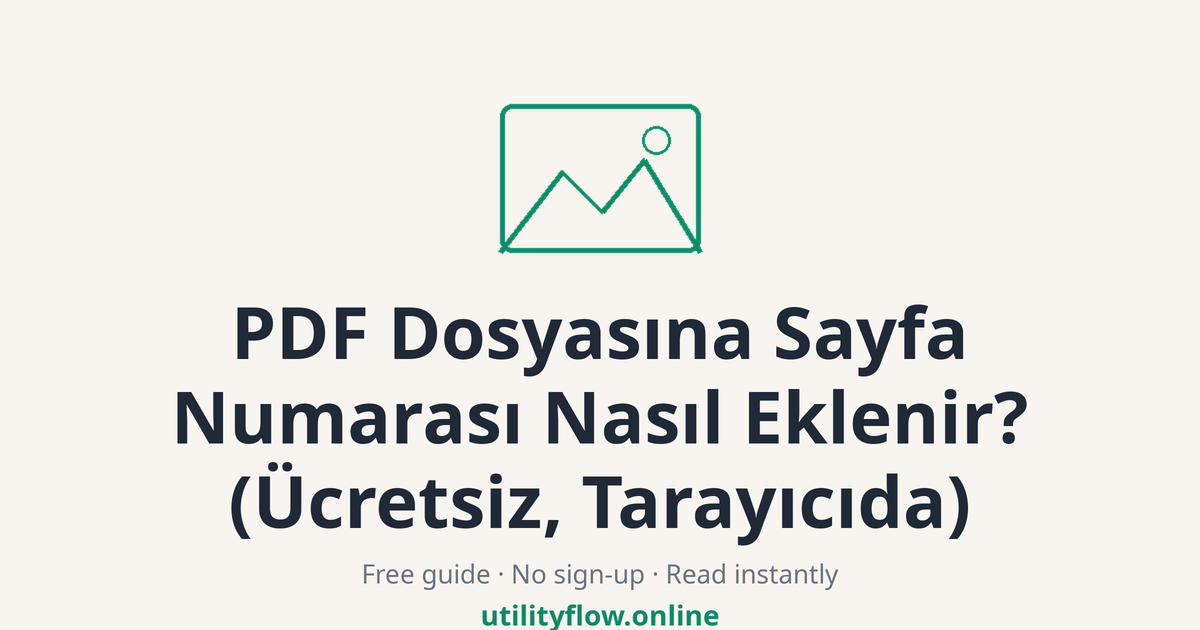 PDF Dosyasına Sayfa
Numarası Nasıl Eklenir?
(Ücretsiz, Tarayıcıda)
Free guide · No sign-up · Read instantly
utilityflow.online